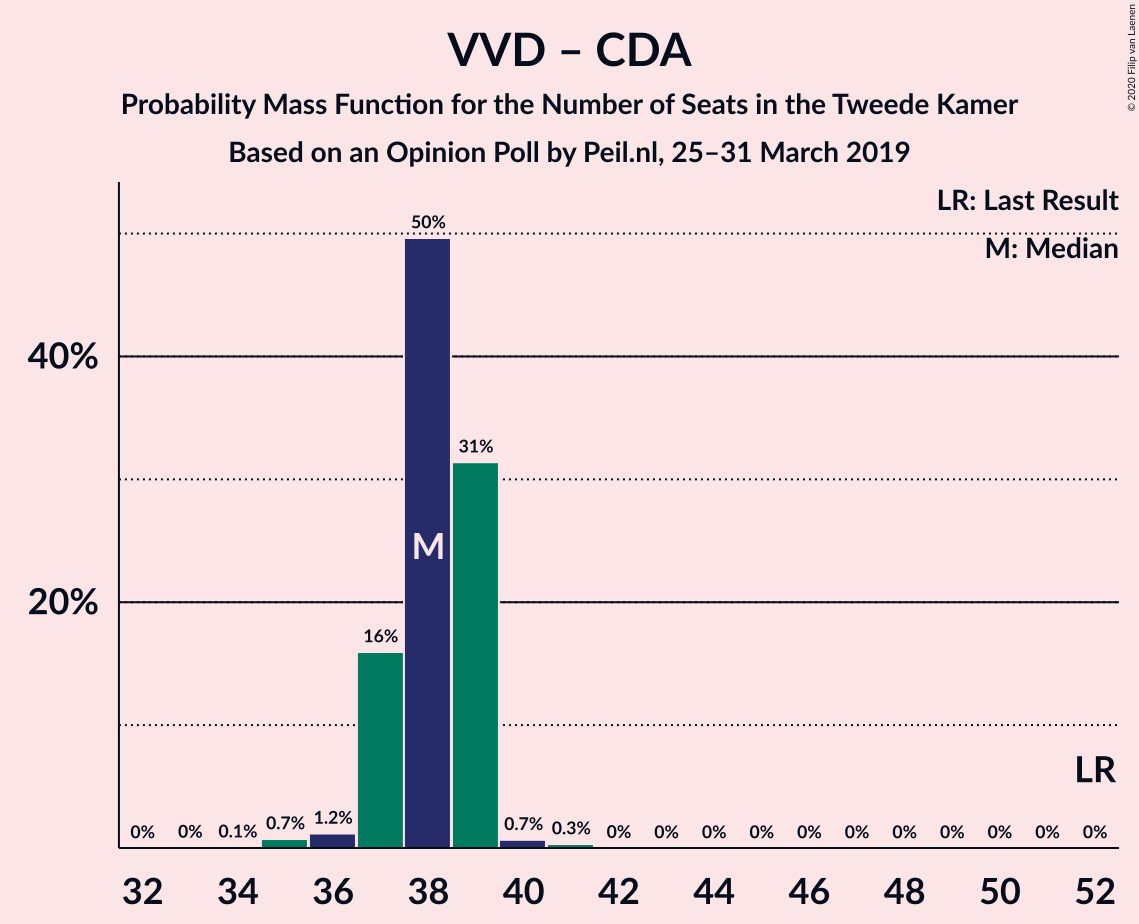 VVD – CDA
Probability Mass Function for the Number of Seats in the Tweede Kamer
Based on an Opinion Poll by Peil.nl, 25–31 March 2019
© 2020 Filip van Laenen
LR: Last Result
M: Median
50%
40%
31%
M
20%
16%
LR
0% 0% 0.1% 0.7% 1.2% 0.7% 0.3% 0% 0% 0% 0% 0% 0% 0% 0% 0% 0% 0%
32 34 36 38 40 42 44 46 48 50 52